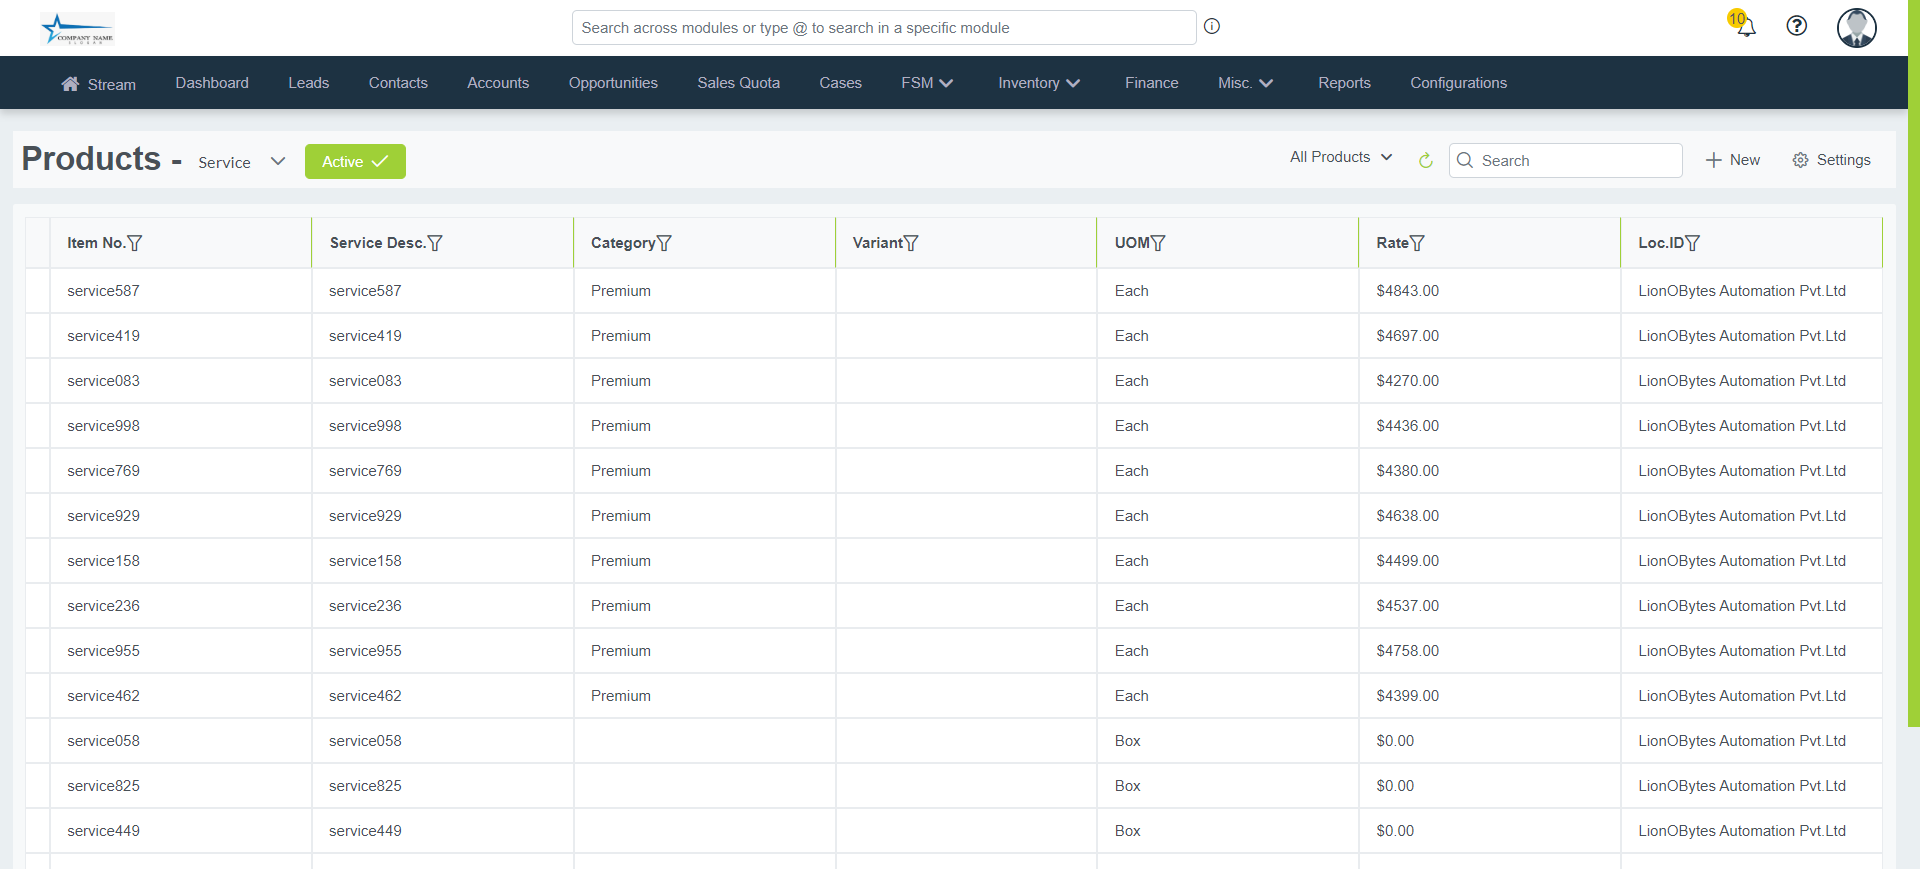 COMPANY NAME
Search across modules or type @ to search in a specific module
10
Stream Dashboard Leads Contacts Accounts Opportunities Sales Quota Cases FSM Inventory Finance Misc. Reports Configurations
Products - Service Active All Products Search New Settings
Item No. Service Desc. Category Variant UOM Rate Loc.ID
service587 service587 Premium Each $4843.00 LionOBytes Automation Pvt.Ltd
service419 service419 Premium Each $4697.00 LionOBytes Automation Pvt.Ltd
service083 service083 Premium Each $4270.00 LionOBytes Automation Pvt.Ltd
service998 service998 Premium Each $4436.00 LionOBytes Automation Pvt.Ltd
service769 service769 Premium Each $4380.00 LionOBytes Automation Pvt.Ltd
service929 service929 Premium Each $4638.00 LionOBytes Automation Pvt.Ltd
service158 service158 Premium Each $4499.00 LionOBytes Automation Pvt.Ltd
service236 service236 Premium Each $4537.00 LionOBytes Automation Pvt.Ltd
service955 service955 Premium Each $4758.00 LionOBytes Automation Pvt.Ltd
service462 service462 Premium Each $4399.00 LionOBytes Automation Pvt.Ltd
service058 service058 Box $0.00 LionOBytes Automation Pvt.Ltd
service825 service825 Box $0.00 LionOBytes Automation Pvt.Ltd
service449 service449 Box $0.00 LionOBytes Automation Pvt.Ltd